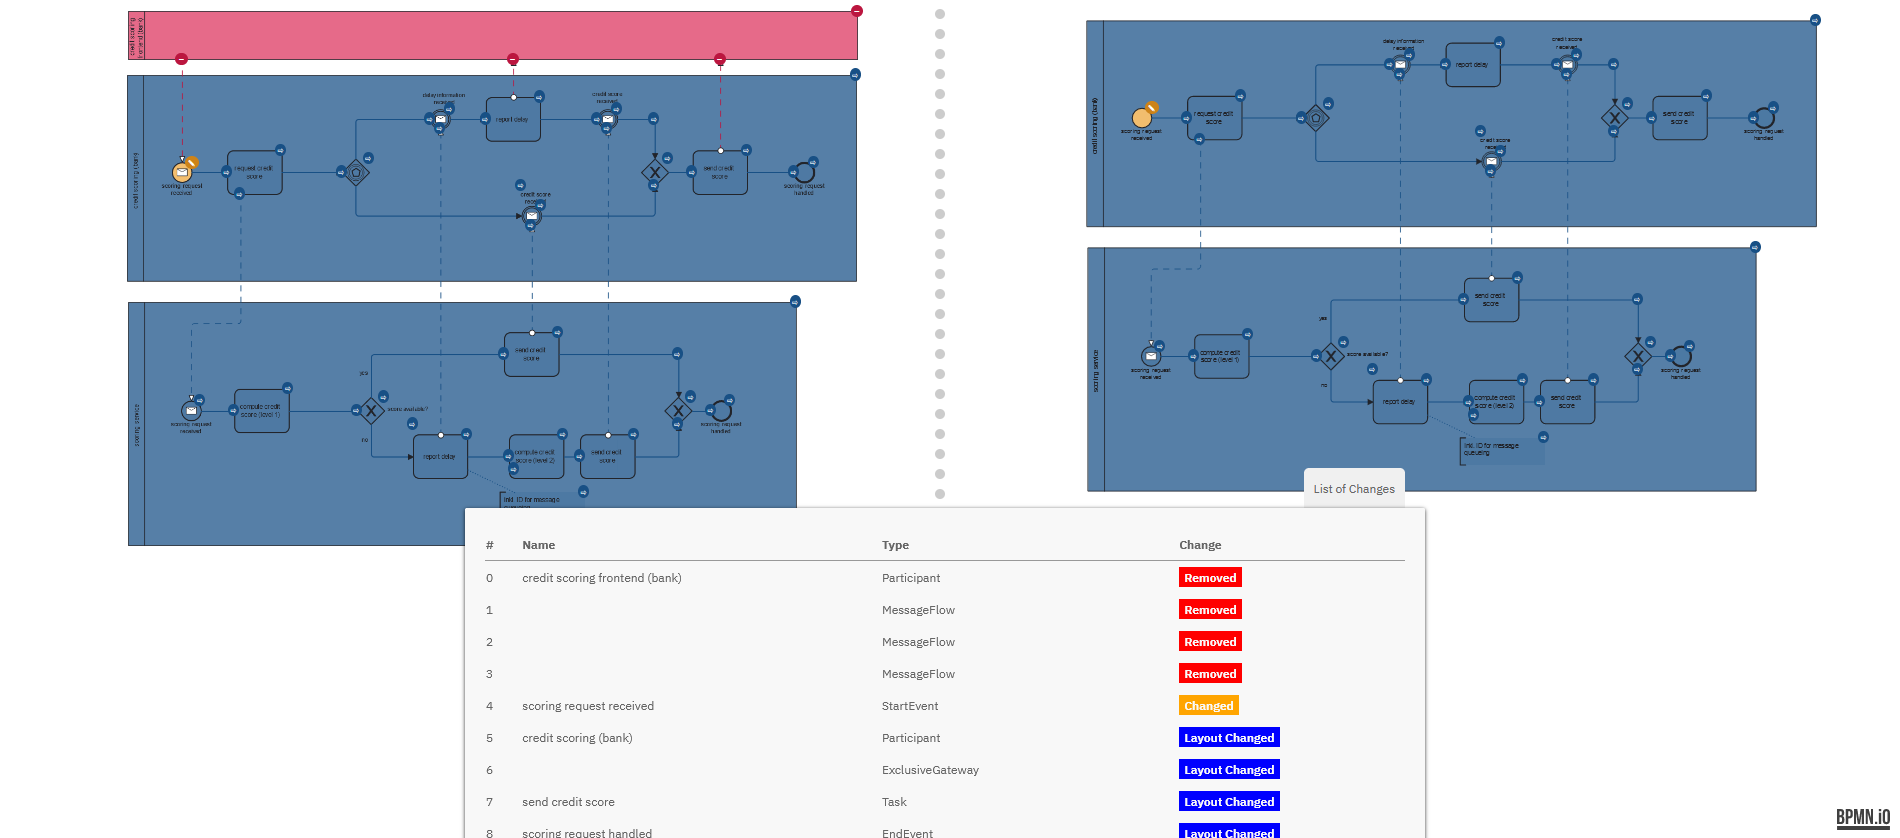 credit scoring
frontend (bank)
credit scoring (bank)
delay information
received
report delay
credit score
received
request credit
score
scoring request
received
send credit
score
scoring request
handled
credit score
received
scoring service
send credit
score
yes
compute credit
score (level 1)
score available?
scoring request
received
scoring request
handled
no
report delay
compute credit
score (level 2)
send credit
score
inkl. ID for message
queueing
credit scoring (bank)
delay information
received
report delay
credit score
received
request credit
score
scoring request
received
send credit
score
scoring request
handled
credit score
received
scoring service
send credit
score
yes
compute credit
score (level 1)
score available?
scoring request
received
scoring request
handled
no
report delay
compute credit
score (level 2)
send credit
score
inkl. ID for message
queueing
List of Changes
# Name Type Change
0 credit scoring frontend (bank) Participant Removed
1 MessageFlow Removed
2 MessageFlow Removed
3 MessageFlow Removed
4 scoring request received StartEvent Changed
5 credit scoring (bank) Participant Layout Changed
6 ExclusiveGateway Layout Changed
7 send credit score Task Layout Changed
8 scoring request handled EndEvent Layout Changed
BPMN.iO